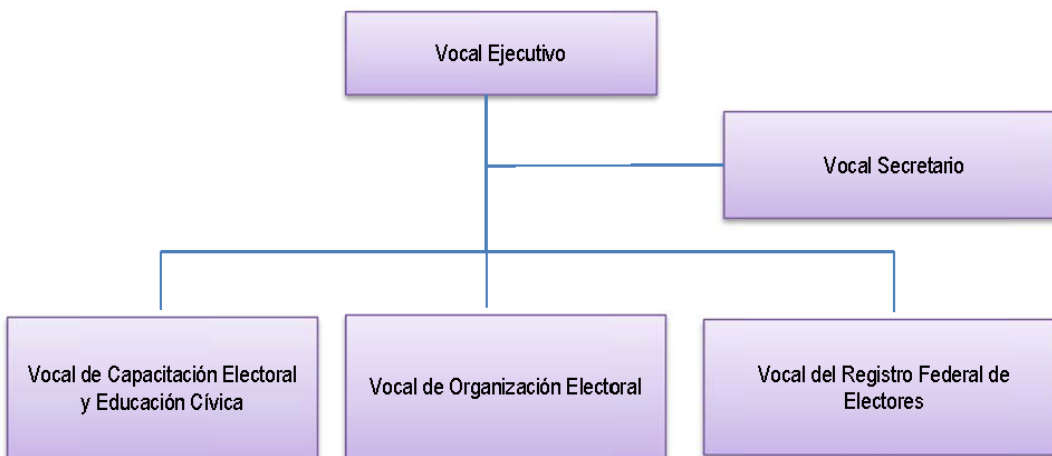 Vocal Ejecutivo
Vocal Secretario
Vocal de Capacitación Electoral
y Educación Cívica
Vocal de Organización Electoral
Vocal del Registro Federal de
Electores